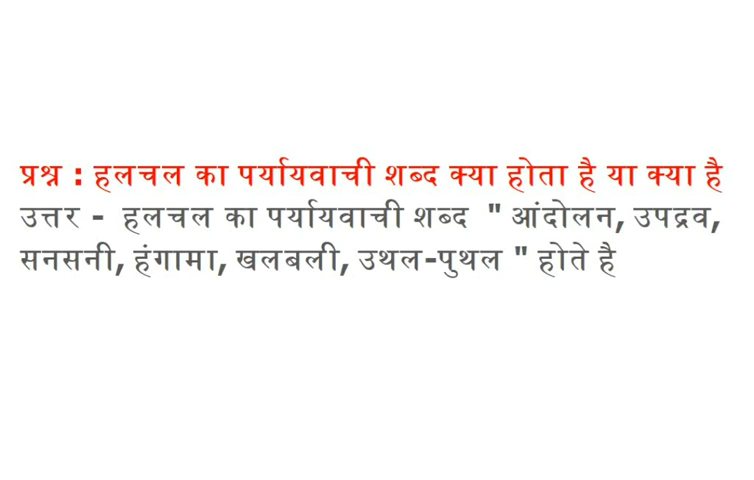 प्रश्न : हलचल का पर्यायवाची शब्द क्या होता है या क्या है
उत्तर - हलचल का पर्यायवाची शब्द " आंदोलन, उपद्रव,
सनसनी, हंगामा, खलबली, उथल-पुथल " होते है